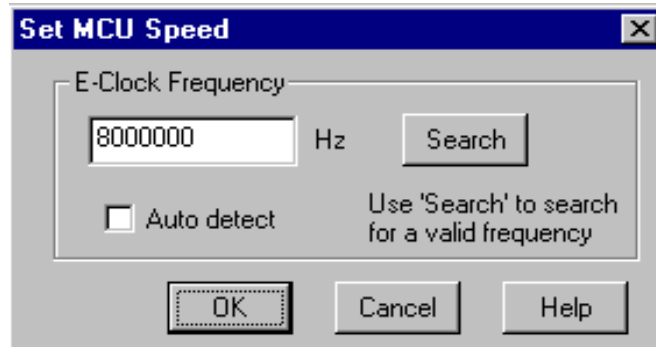 Set MCU Speed
E-Clock Frequency
8000000 Hz Search
Auto detect
Use 'Search' to search
for a valid frequency
OK Cancel Help